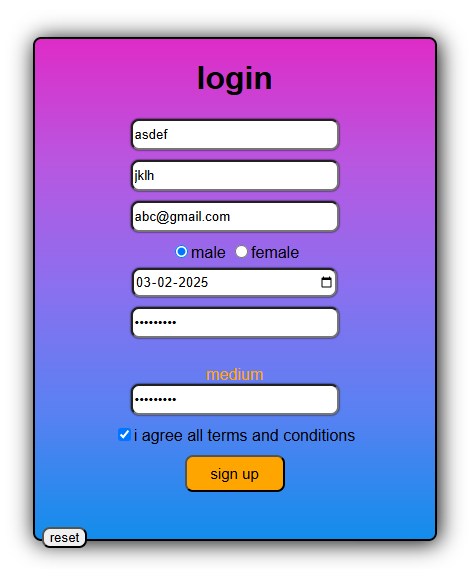 login
asdef
jklh
abc@gmail.com
male female
03-02-2025
•••••••••
medium
•••••••••
i agree all terms and conditions
sign up
reset